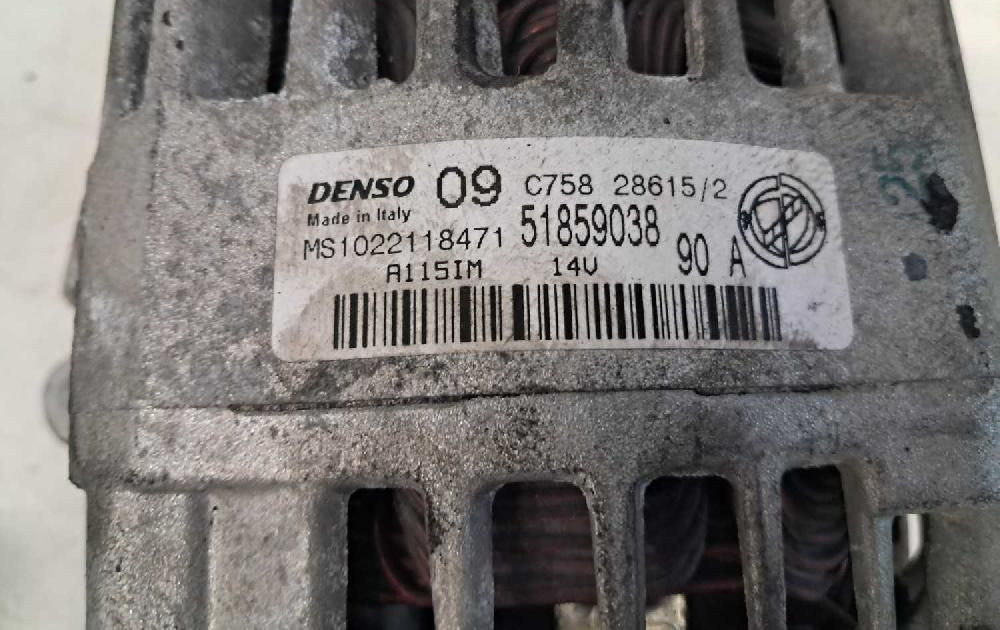 DENSO 09 C758 28615/2
Made in Italy
MS1022118471 51859038
A115IM 14V 90 A